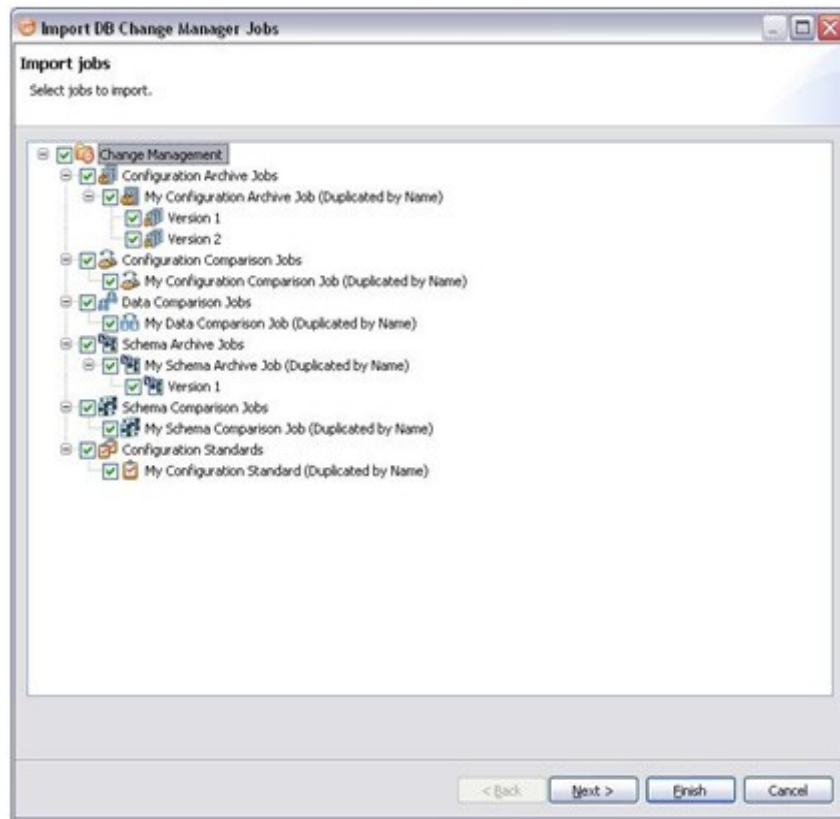 Import DB Change Manager Jobs
Import jobs
Select jobs to import.
Change Management
Configuration Archive Jobs
My Configuration Archive Job (Duplicated by Name)
Version 1
Version 2
Configuration Comparison Jobs
My Configuration Comparison Job (Duplicated by Name)
Data Comparison Jobs
My Data Comparison Job (Duplicated by Name)
Schema Archive Jobs
My Schema Archive Job (Duplicated by Name)
Version 1
Schema Comparison Jobs
My Schema Comparison Job (Duplicated by Name)
Configuration Standards
My Configuration Standard (Duplicated by Name)
< Back Next > Finish Cancel